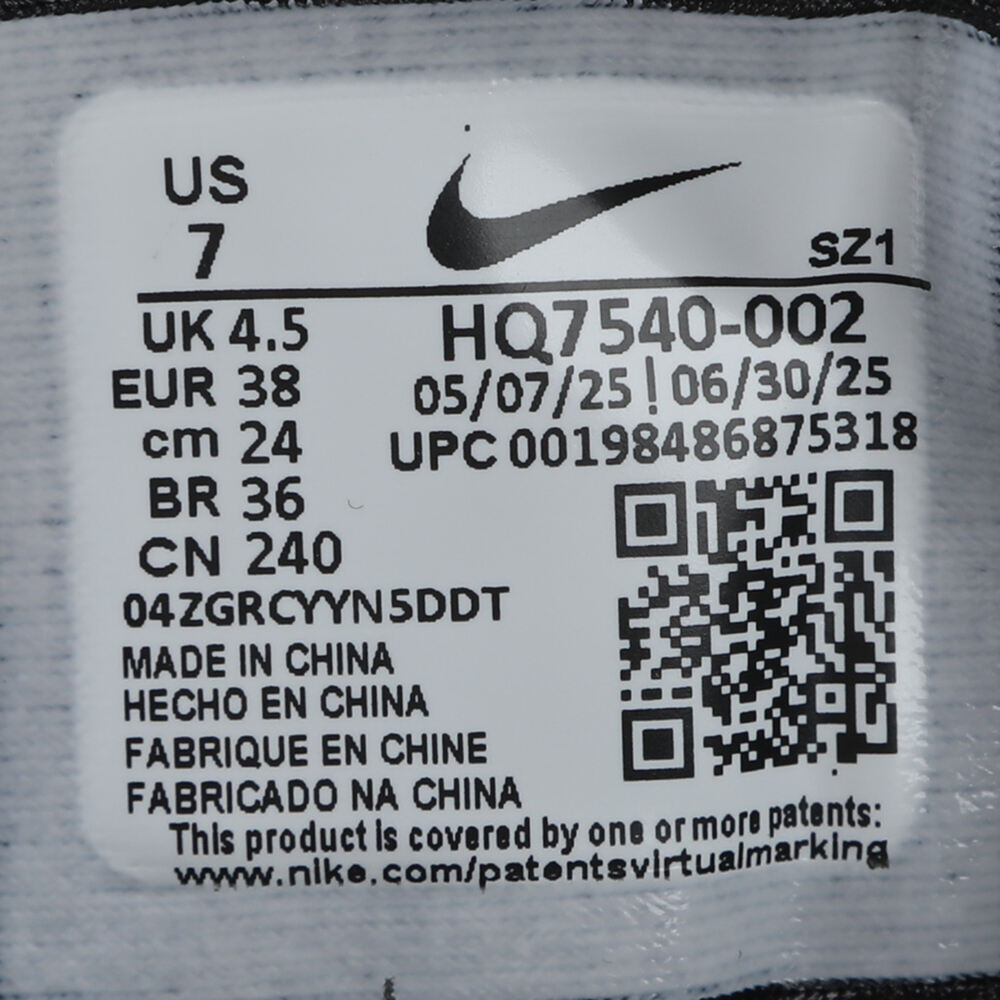 US
7
SZ1
UK 4.5
EUR 38
cm 24
BR 36
CN 240
HQ7540-002
05/07/25 ! 06/30/25
UPC 00198486875318
04ZGRCYYN5DDT
MADE IN CHINA
HECHO EN CHINA
FABRIQUE EN CHINE
FABRICADO NA CHINA
This product is covered by one or more patents:
www.nike.com/patentsvirtualmarking